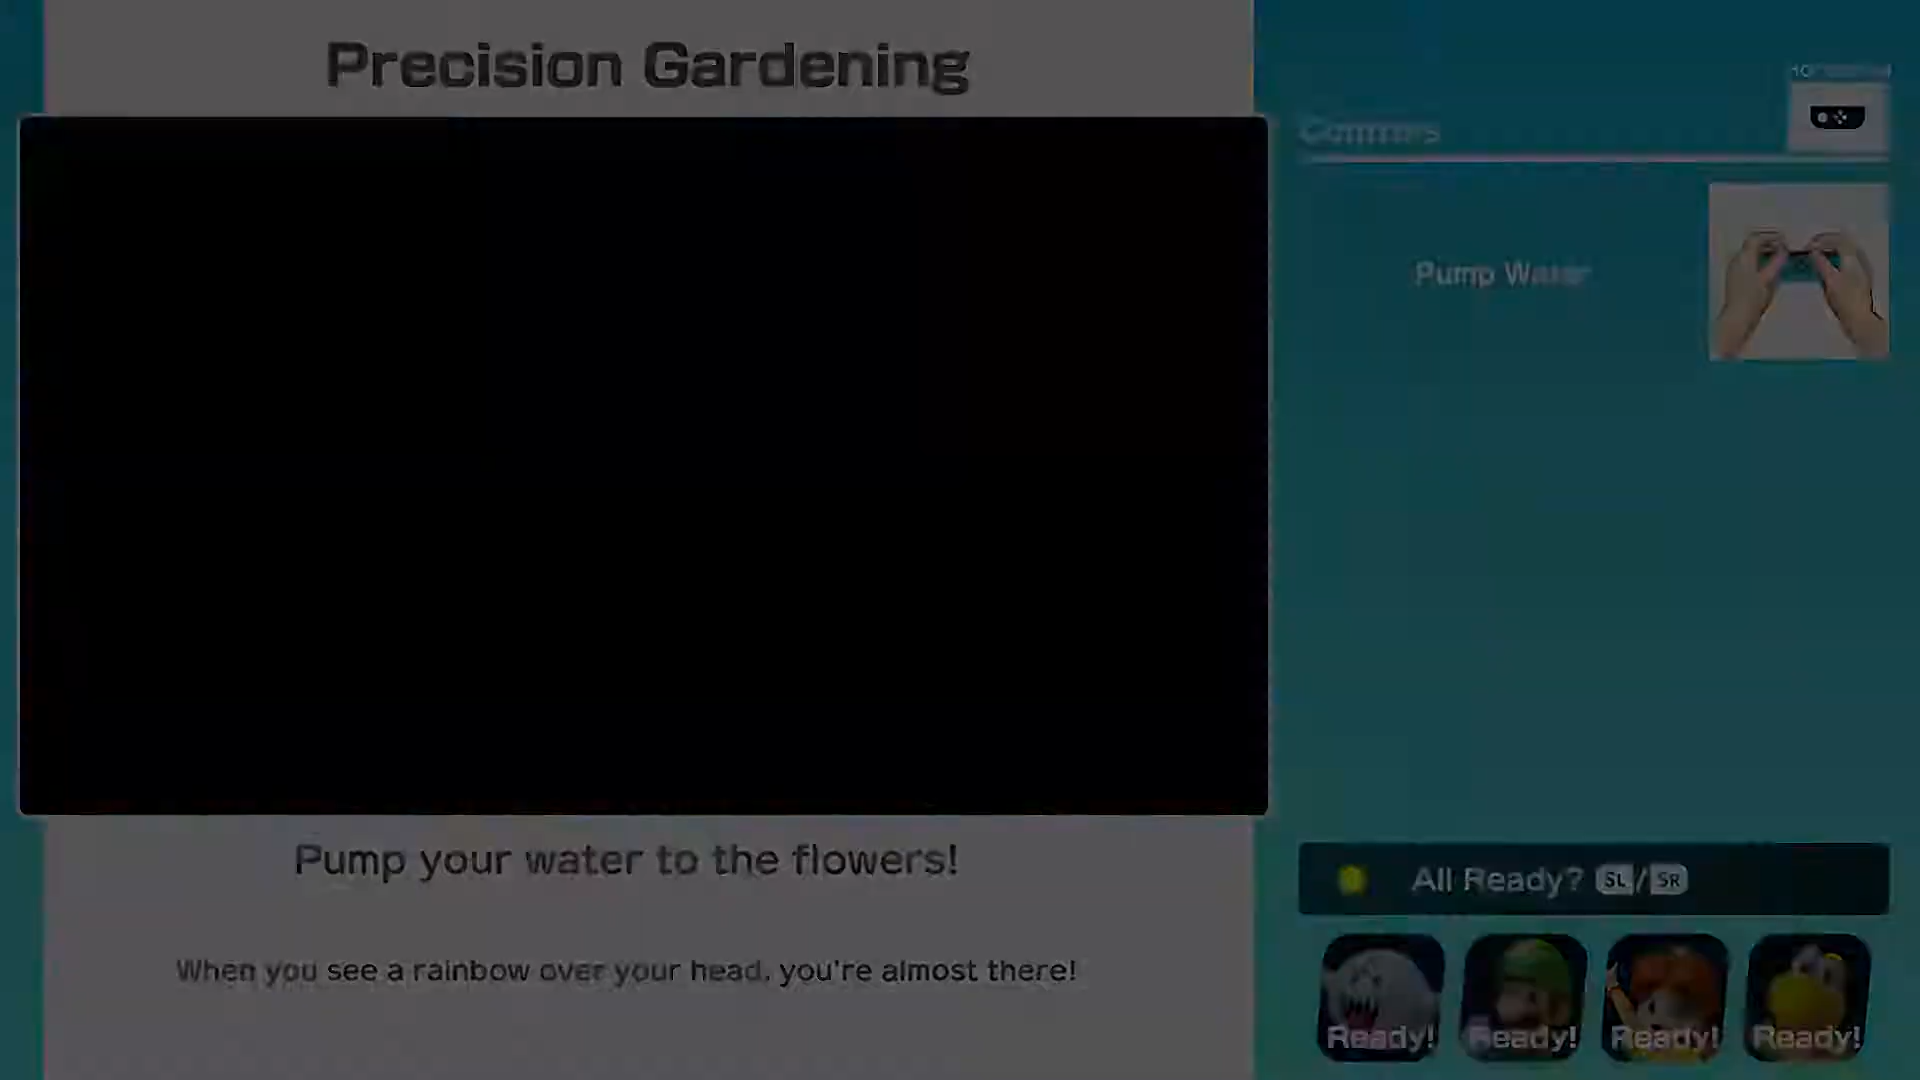 Precision Gardening
Controls
Pump Water
Pump your water to the flowers!
When you see a rainbow over your head, you're almost there!
All Ready? SL/SR
Ready! Ready! Ready! Ready!